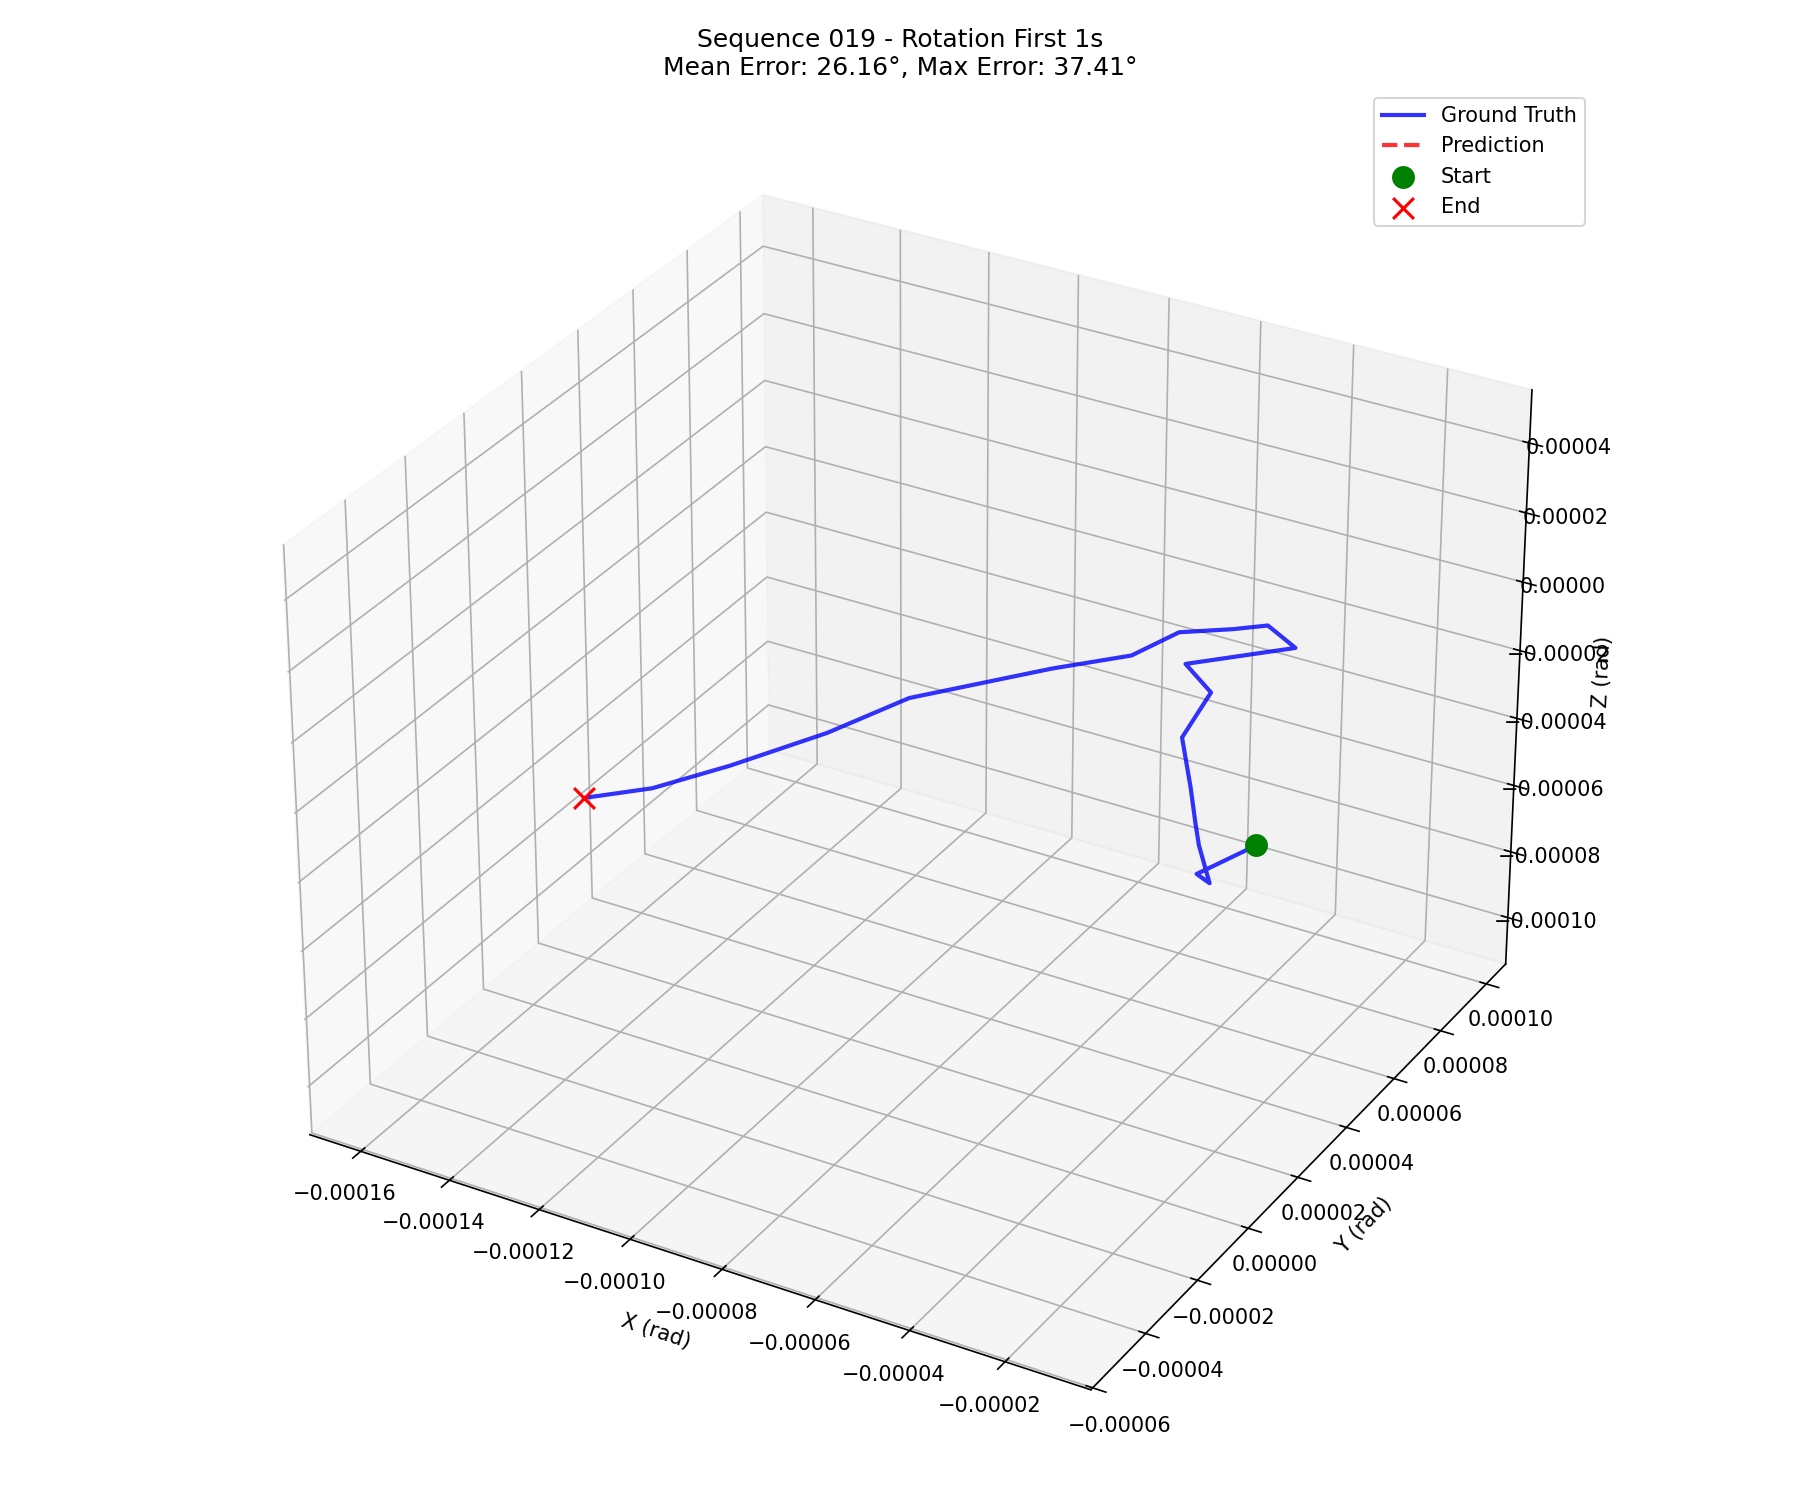 Sequence 019 - Rotation First 1s
Mean Error: 26.16°, Max Error: 37.41°
Ground Truth
Prediction
Start
End
0.00004
0.00002
0.00000
−0.00002
−0.00004
−0.00006
−0.00008
−0.00010
Z (rad)
0.00010
0.00008
0.00006
0.00004
0.00002
0.00000
−0.00002
−0.00004
−0.00006
Y (rad)
−0.00016
−0.00014
−0.00012
−0.00010
−0.00008
−0.00006
−0.00004
−0.00002
X (rad)